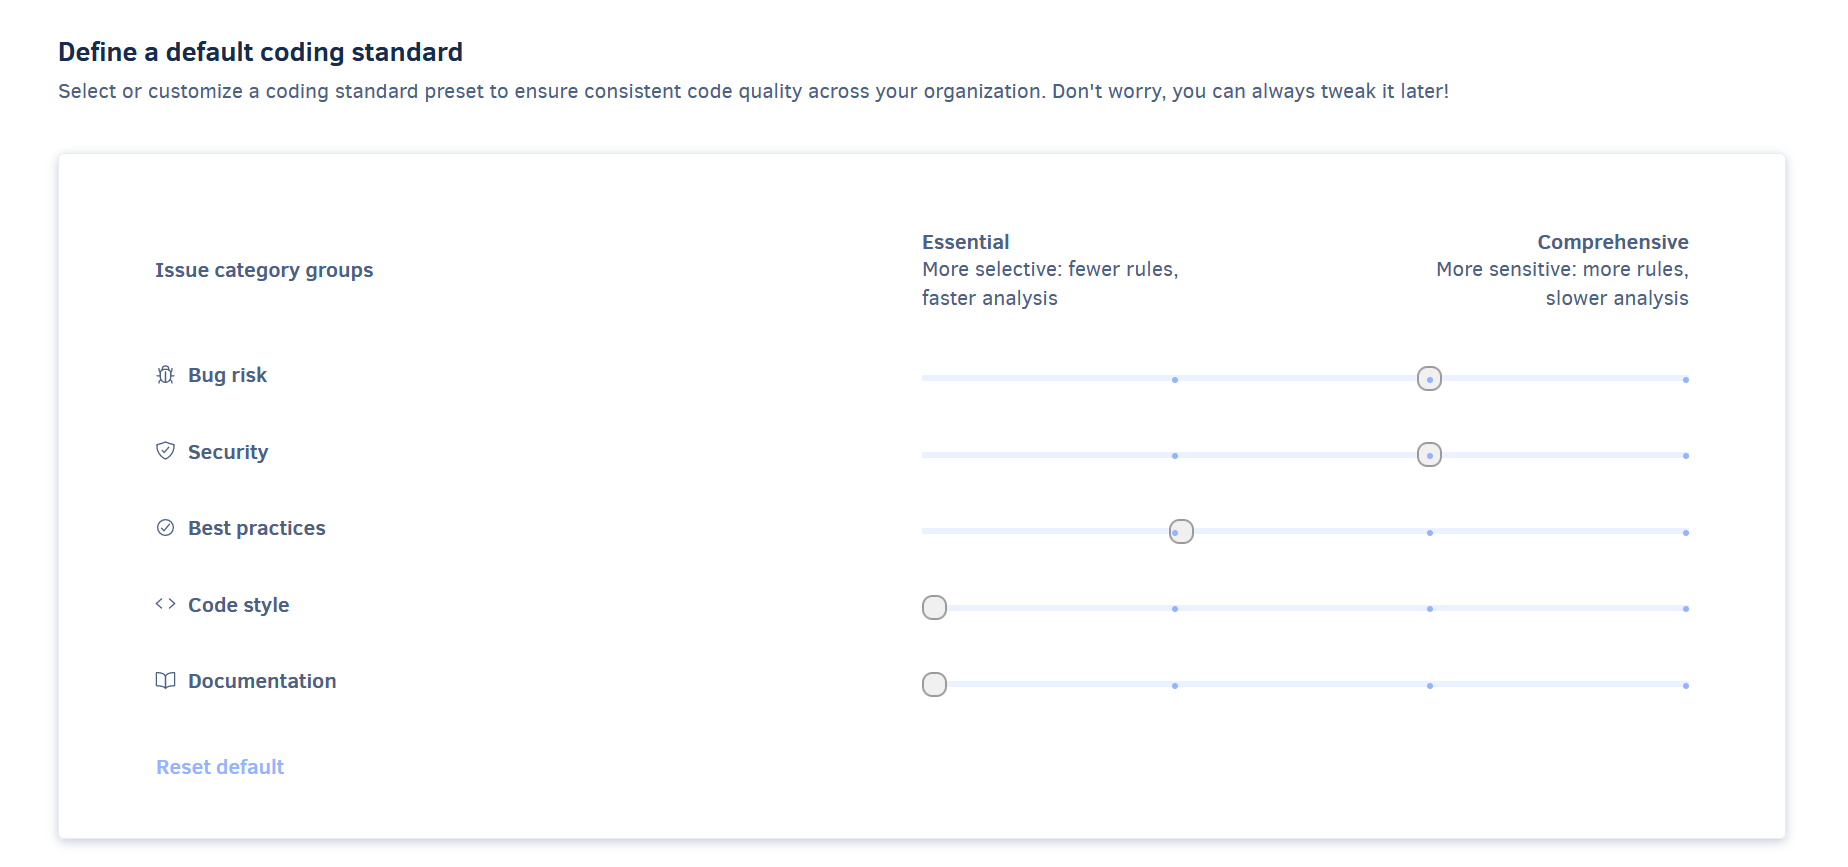 Define a default coding standard
Select or customize a coding standard preset to ensure consistent code quality across your organization. Don't worry, you can always tweak it later!
Issue category groups
Essential
More selective: fewer rules,
faster analysis
Comprehensive
More sensitive: more rules,
slower analysis
Bug risk
Security
Best practices
Code style
Documentation
Reset default